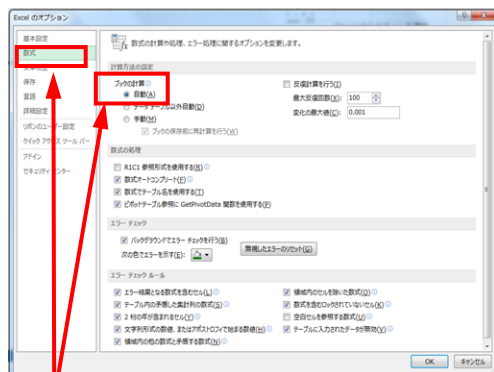 Excel のオプション
基本設定
数式
保存
言語
詳細設定
リボンのユーザー設定
クイック アクセス ツール バー
アドイン
セキュリティ センター
数式の計算や処理、エラー処理に関するオプションを変更します。
計算方法の設定
ブックの計算
自動(A)
データ テーブル以外自動(D)
手動(M)
ブックの保存前に再計算を行う(W)
反復計算を行う(I)
最大反復回数(X): 100
変化の最大値(C): 0.001
数式の処理
R1C1 参照形式を使用する(R)
数式オートコンプリート(F)
数式でテーブル名を使用する(T)
ピボットテーブル参照に GetPivotData 関数を使用する(P)
エラー チェック
バックグラウンドでエラー チェックを行う(B)
次の色でエラーを示す(E):
無視したエラーのリセット(G)
エラー チェック ルール
エラー結果となる数式を含むセル(L)
テーブル内の矛盾した集計列の数式(S)
2 桁の年が含まれるセル(Y)
文字列形式の数値、またはアポストロフィで始まる数値(H)
領域内の他の数式と矛盾する数式(N)
領域内のセルを除いた数式(O)
数式を含むロックされていないセル(K)
空白セルを参照する数式(U)
テーブルに入力されたデータが無効(V)
OK
キャンセル